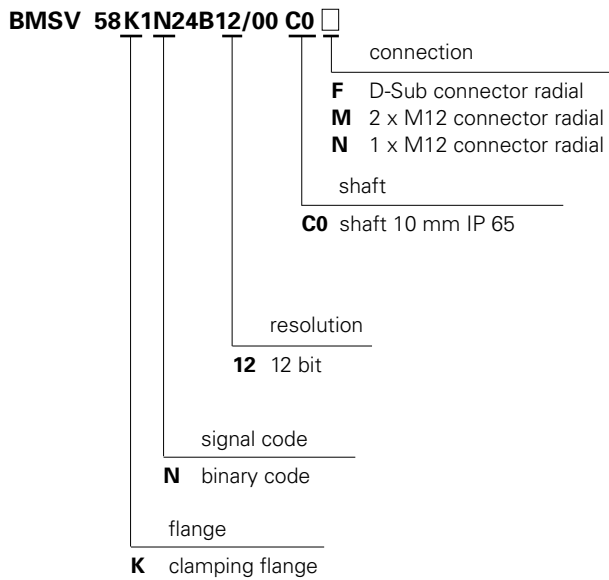 BMSV 58K1N24B12/00 C0 □
connection
F D-Sub connector radial
M 2 x M12 connector radial
N 1 x M12 connector radial
shaft
C0 shaft 10 mm IP 65
resolution
12 12 bit
signal code
N binary code
flange
K clamping flange